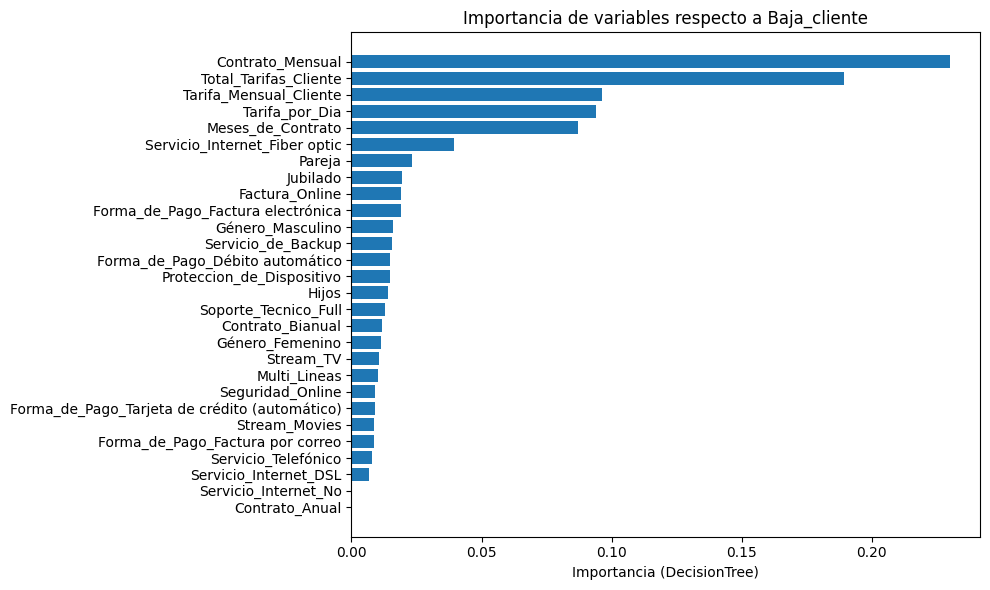 Importancia de variables respecto a Baja_cliente
Contrato_Mensual
Total_Tarifas_Cliente
Tarifa_Mensual_Cliente
Tarifa_por_Dia
Meses_de_Contrato
Servicio_Internet_Fiber optic
Pareja
Jubilado
Factura_Online
Forma_de_Pago_Factura electrónica
Género_Masculino
Servicio_de_Backup
Forma_de_Pago_Débito automático
Proteccion_de_Dispositivo
Hijos
Soporte_Tecnico_Full
Contrato_Bianual
Género_Femenino
Stream_TV
Multi_Lineas
Seguridad_Online
Forma_de_Pago_Tarjeta de crédito (automático)
Stream_Movies
Forma_de_Pago_Factura por correo
Servicio_Telefónico
Servicio_Internet_DSL
Servicio_Internet_No
Contrato_Anual
0.00 0.05 0.10 0.15 0.20
Importancia (DecisionTree)